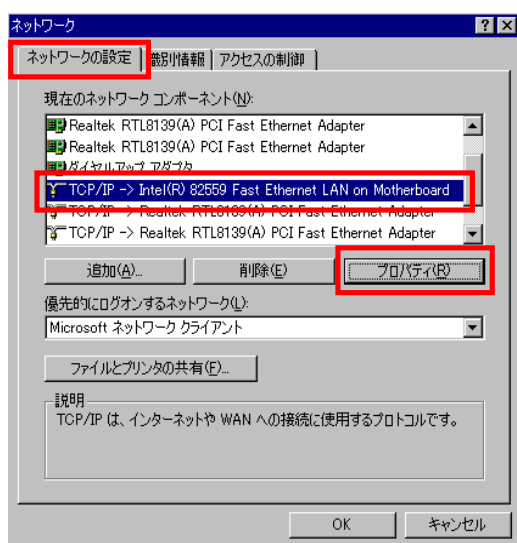 ネットワーク
ネットワークの設定 識別情報 アクセスの制御
現在のネットワーク コンポーネント(N):
Realtek RTL8139(A) PCI Fast Ethernet Adapter
Realtek RTL8139(A) PCI Fast Ethernet Adapter
ダイヤルアップ アダプタ
TCP/IP -> Intel(R) 82559 Fast Ethernet LAN on Motherboard
TCP/IP -> Realtek RTL8139(A) PCI Fast Ethernet Adapter
TCP/IP -> Realtek RTL8139(A) PCI Fast Ethernet Adapter
追加(A)... 削除(E) プロパティ(R)
優先的にログオンするネットワーク(L):
Microsoft ネットワーク クライアント
ファイルとプリンタの共有(F)...
説明
TCP/IP は、インターネットや WAN への接続に使用するプロトコルです。
OK キャンセル